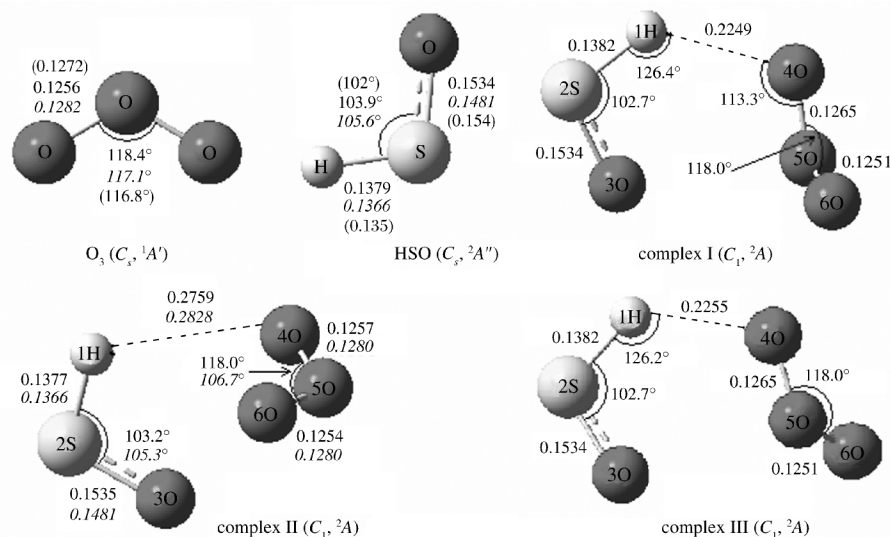 (0.1272)
0.1256
0.1282
O
O
O
118.4°
117.1°
(116.8°)
O₃ (Cₛ, ¹A′)
O
(102°)
103.9°
105.6°
0.1534
0.1481
(0.154)
H
S
0.1379
0.1366
(0.135)
HSO (Cₛ, ²A″)
1H
0.2249
0.1382
126.4°
4O
2S
102.7°
113.3°
0.1265
0.1534
118.0°
5O
0.1251
3O
6O
complex I (C₁, ²A)
0.2759
0.2828
1H
4O
0.1257
0.1280
0.1377
0.1366
118.0°
106.7°
5O
6O
2S
103.2°
105.3°
0.1254
0.1280
0.1535
0.1481
3O
complex II (C₁, ²A)
1H
0.2255
0.1382
126.2°
4O
2S
102.7°
0.1265
118.0°
5O
0.1534
3O
0.1251
6O
complex III (C₁, ²A)